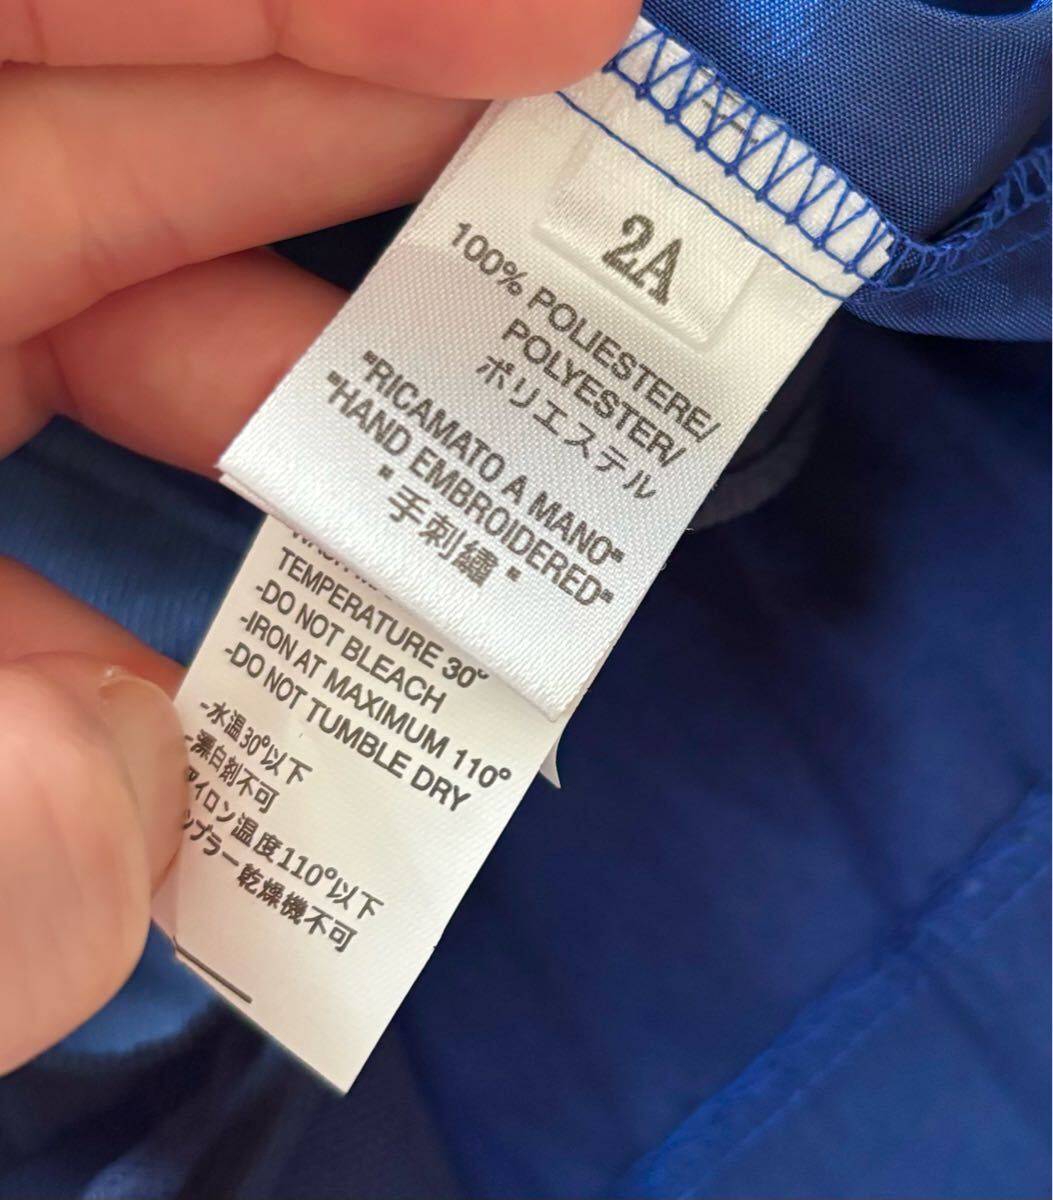 2A
100% POLIESTERE/
POLYESTER/
ポリエステル
"RICAMATO A MANO"
"HAND EMBROIDERED"
"手刺繡"
TEMPERATURE 30°
-DO NOT BLEACH
-IRON AT MAXIMUM 110°
-DO NOT TUMBLE DRY
-水温30°以下
-漂白剤不可
アイロン温度110°以下
ンブラー乾燥機不可